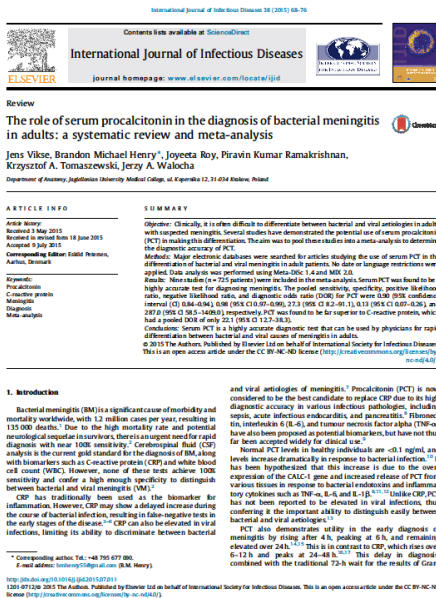 International Journal of Infectious Diseases 38 (2015) 68–76
Contents lists available at ScienceDirect
International Journal of Infectious Diseases
journal homepage: www.elsevier.com/locate/ijid
ELSEVIER
INTERNATIONAL SOCIETY
FOR INFECTIOUS DISEASES
Review
The role of serum procalcitonin in the diagnosis of bacterial meningitis
in adults: a systematic review and meta-analysis
Jens Vikse, Brandon Michael Henry*, Joyeeta Roy, Piravin Kumar Ramakrishnan,
Krzysztof A. Tomaszewski, Jerzy A. Walocha
Department of Anatomy, Jagiellonian University Medical College, ul. Kopernika 12, 31-034 Krakow, Poland
ARTICLE INFO
Article history:
Received 3 May 2015
Received in revised form 18 June 2015
Accepted 9 July 2015
Corresponding Editor: Eskild Petersen,
Aarhus, Denmark
Keywords:
Procalcitonin
C-reactive protein
Meningitis
Diagnosis
Meta-analysis
SUMMARY
Objective: Clinically, it is often difficult to differentiate between bacterial and viral aetiologies in adults
with suspected meningitis. Several studies have demonstrated the potential use of serum procalcitonin
(PCT) in making this differentiation. The aim was to pool these studies into a meta-analysis to determine
the diagnostic accuracy of PCT.
Methods: Major electronic databases were searched for articles studying the use of serum PCT in the
differentiation of bacterial and viral meningitis in adult patients. No date or language restrictions were
applied. Data analysis was performed using Meta-DiSc 1.4 and MIX 2.0.
Results: Nine studies (n = 725 patients) were included in the meta-analysis. Serum PCT was found to be
highly accurate test for diagnosing meningitis. The pooled sensitivity, specificity, positive likelihood
ratio, negative likelihood ratio, and diagnostic odds ratio (DOR) for PCT were 0.90 (95% confidence
interval (CI) 0.84–0.94), 0.98 (95% CI 0.97–0.99), 27.3 (95% CI 8.2–91.1), 0.13 (95% CI 0.07–0.26), and
287.0 (95% CI 58.5–1409.0), respectively. PCT was found to be far superior to C-reactive protein, which
had a pooled DOR of only 22.1 (95% CI 12.7–38.3).
Conclusions: Serum PCT is a highly accurate diagnostic test that can be used by physicians for rapid
differentiation between bacterial and viral causes of meningitis in adults.
© 2015 The Authors. Published by Elsevier Ltd on behalf of International Society for Infectious Diseases.
This is an open access article under the CC BY-NC-ND license (http://creativecommons.org/licenses/by-
nc-nd/4.0/).
1. Introduction
Bacterial meningitis (BM) is a significant cause of morbidity and
mortality worldwide, with 1.2 million cases per year, resulting in
135 000 deaths.1 Due to the high mortality rate and potential
neurological sequelae in survivors, there is an urgent need for rapid
diagnosis with near 100% sensitivity.2 Cerebrospinal fluid (CSF)
analysis is the current gold standard for the diagnosis of BM, along
with biomarkers such as C-reactive protein (CRP) and white blood
cell count (WBC). However, none of these tests achieve 100%
sensitivity and confer a high enough specificity to distinguish
between bacterial and viral meningitis (VM).2
CRP has traditionally been used as the biomarker for
inflammation. However, CRP may show a delayed increase during
the course of bacterial infection, resulting in false-negative tests in
the early stages of the disease.3–6 CRP can also be elevated in viral
infections, limiting its ability to discriminate between bacterial
and viral etiologies of meningitis.7 Procalcitonin (PCT) is now
considered to be the best candidate to replace CRP due to its high
diagnostic accuracy in various infectious pathologies, including
sepsis, acute infectious endocarditis, and pancreatitis.8 Fibronec
tin, interleukin 6 (IL-6), and tumour necrosis factor alpha (TNF-α
have also been proposed as potential biomarkers, but have not thu
far been accepted widely for clinical use.9
Normal PCT levels in healthy individuals are <0.1 ng/ml, and
levels increase dramatically in response to bacterial infection.10 I
has been hypothesized that this increase is due to the over
expression of the CALC-1 gene and increased release of PCT from
various tissues in response to bacterial endotoxins and inflamma
tory cytokines such as TNF-α, IL-6, and IL-1β.
Unlike CRP, PCT
has not been reported to be elevated in viral infections, thus
conferring it the important ability to distinguish easily between
bacterial and viral aetiologies.13
PCT also demonstrates utility in the early diagnosis of
meningitis by rising after 4 h, peaking at 6 h, and remaining
elevated over 24 h.
This is in contrast to CRP, which rises over
6–12 h and peaks at 24–48 h.
This delay in diagnosis
combined with the traditional 72-h wait for the results of Gram
* Corresponding author. Tel.: +48 795 677 090.
E-mail address: bmhenry55@gmail.com (B.M. Henry).
http://dx.doi.org/10.1016/j.ijid.2015.07.011
1201-9712/© 2015 The Authors. Published by Elsevier Ltd on behalf of International Society for Infectious Diseases. This is an open access article under the CC BY-NC-N
license (http://creativecommons.org/licenses/by-nc-nd/4.0/).